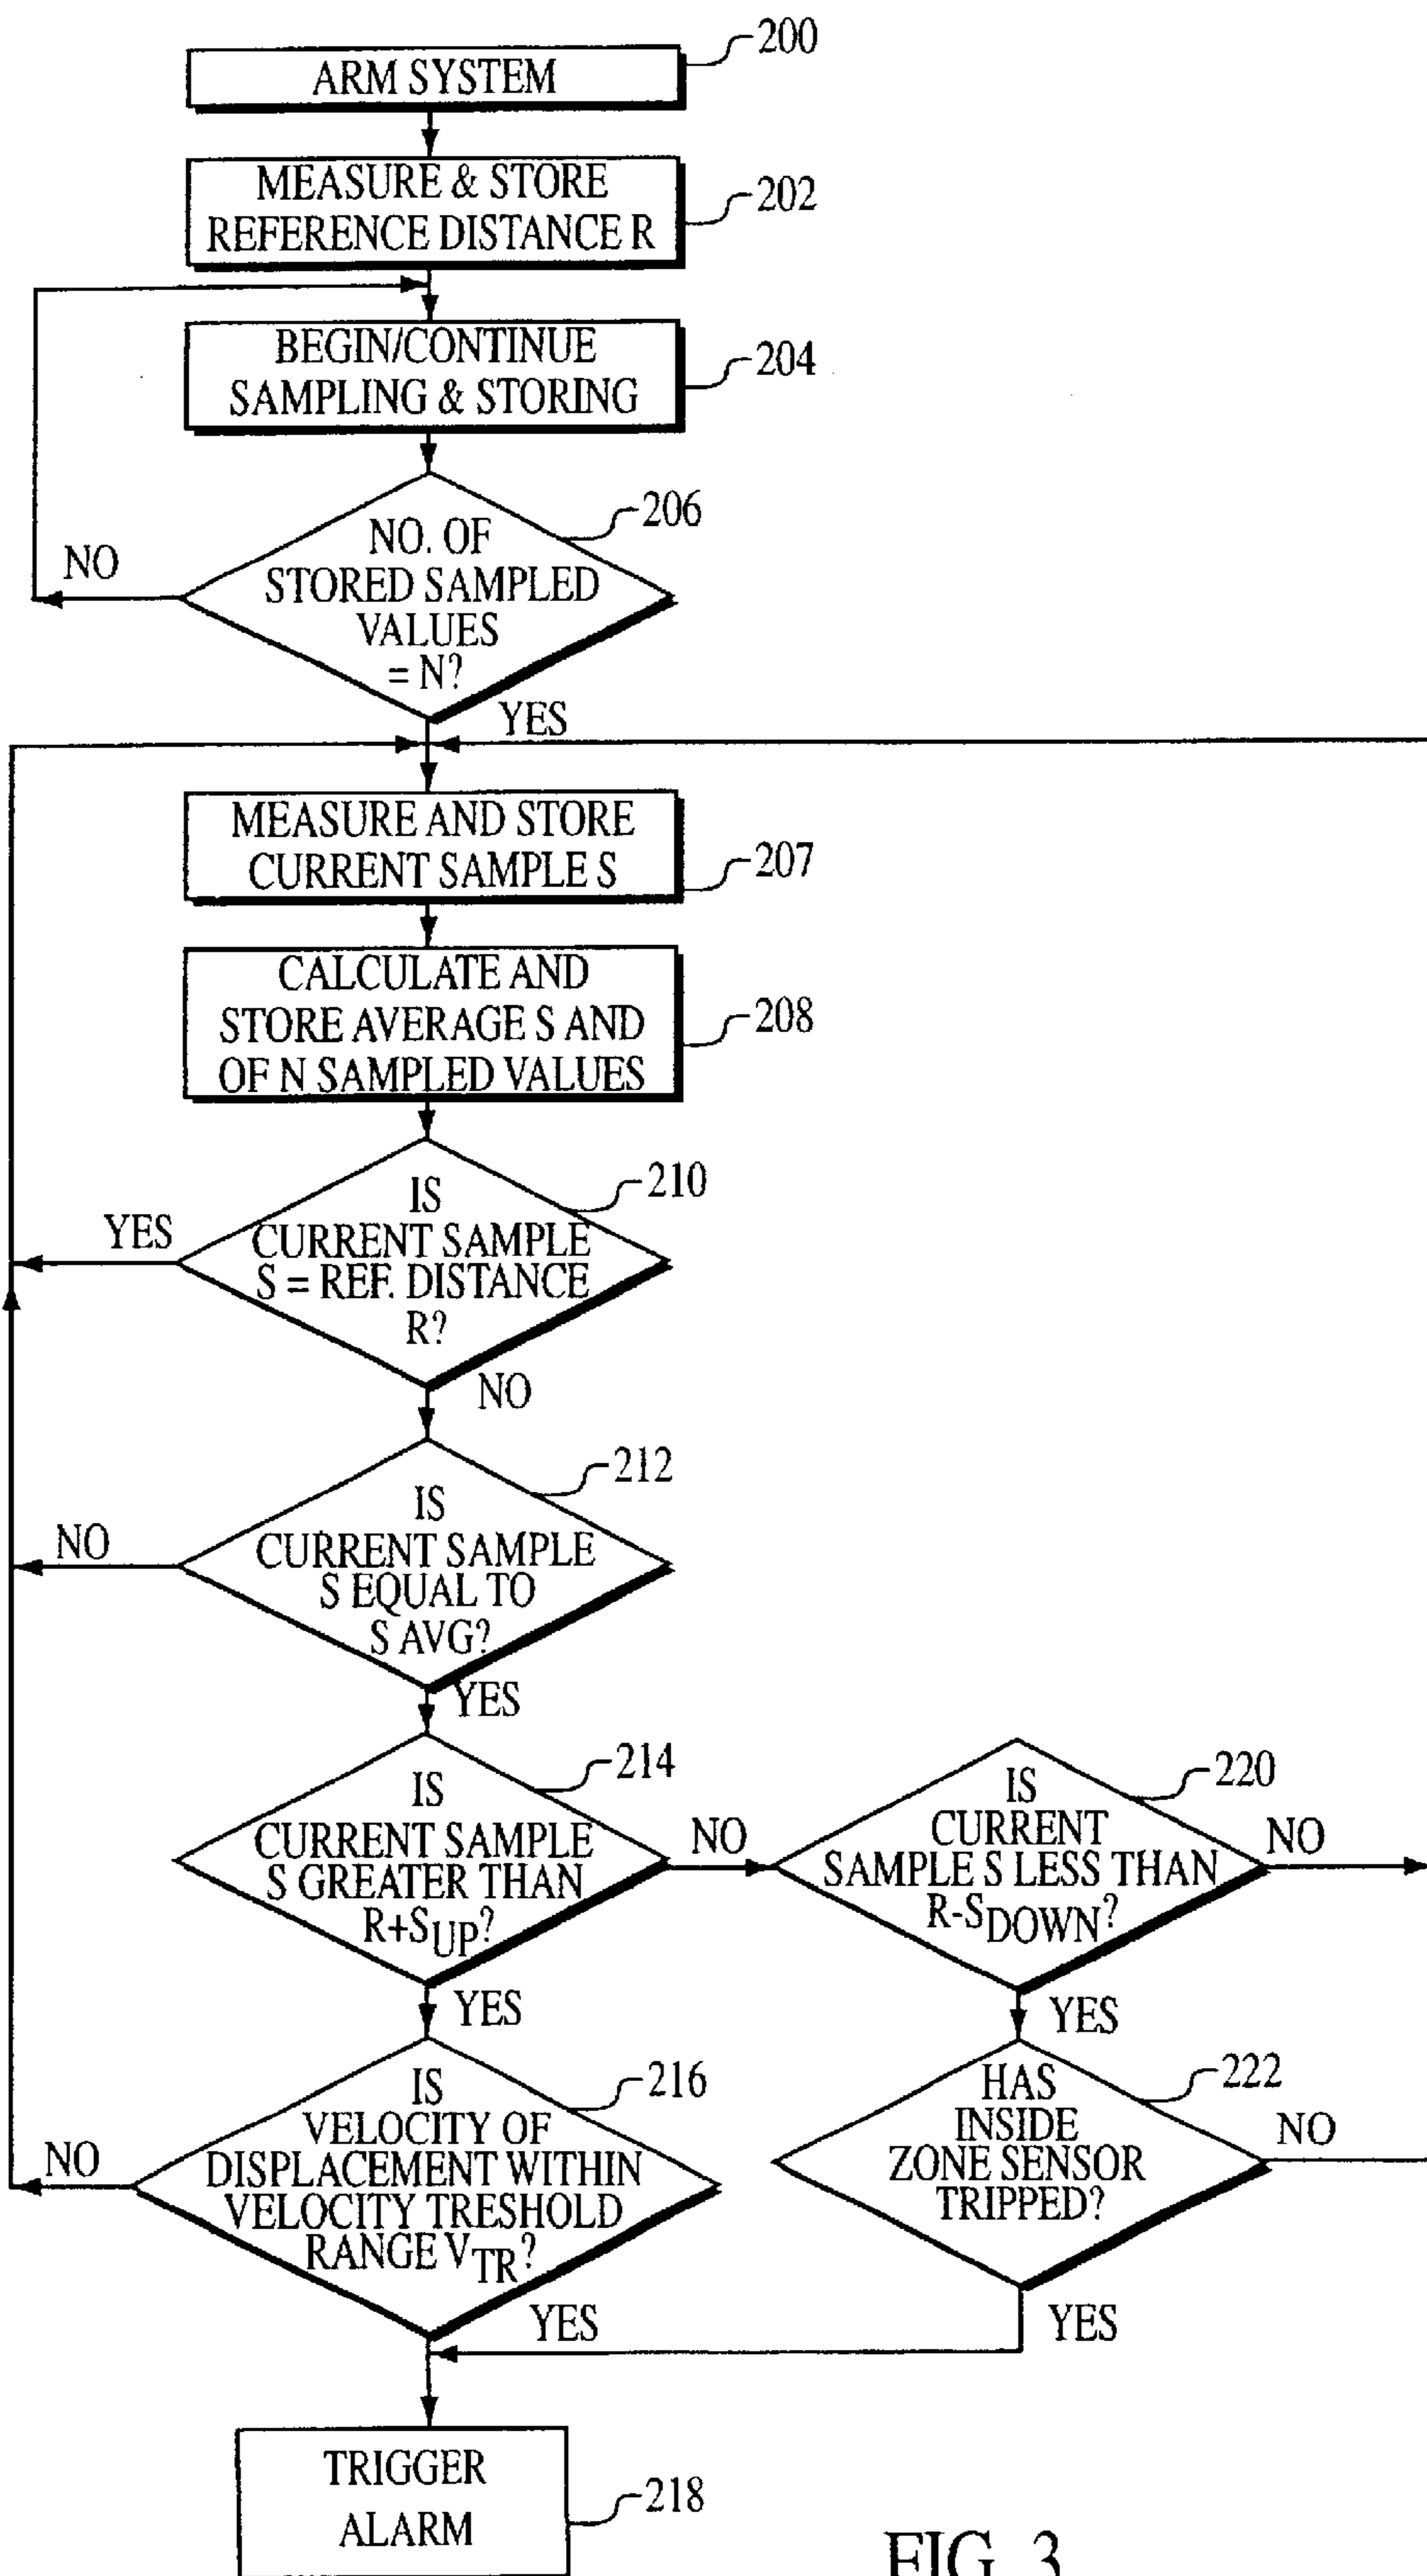 200
ARM SYSTEM
MEASURE & STORE
REFERENCE DISTANCE R
202
BEGIN/CONTINUE
SAMPLING & STORING
204
206
NO. OF
STORED SAMPLED
VALUES
= N?
NO
YES
MEASURE AND STORE
CURRENT SAMPLE S
207
CALCULATE AND
STORE AVERAGE S AND
OF N SAMPLED VALUES
208
210
IS
CURRENT SAMPLE
S = REF. DISTANCE
R?
YES
NO
212
IS
CURRENT SAMPLE
S EQUAL TO
S AVG?
NO
YES
214
IS
CURRENT SAMPLE
S GREATER THAN
R+SUP?
NO
YES
220
IS
CURRENT
SAMPLE S LESS THAN
R-SDOWN?
NO
YES
216
IS
VELOCITY OF
DISPLACEMENT WITHIN
VELOCITY TRESHOLD
RANGE VTR?
NO
YES
222
HAS
INSIDE
ZONE SENSOR
TRIPPED?
NO
YES
TRIGGER
ALARM
218
FIG. 3